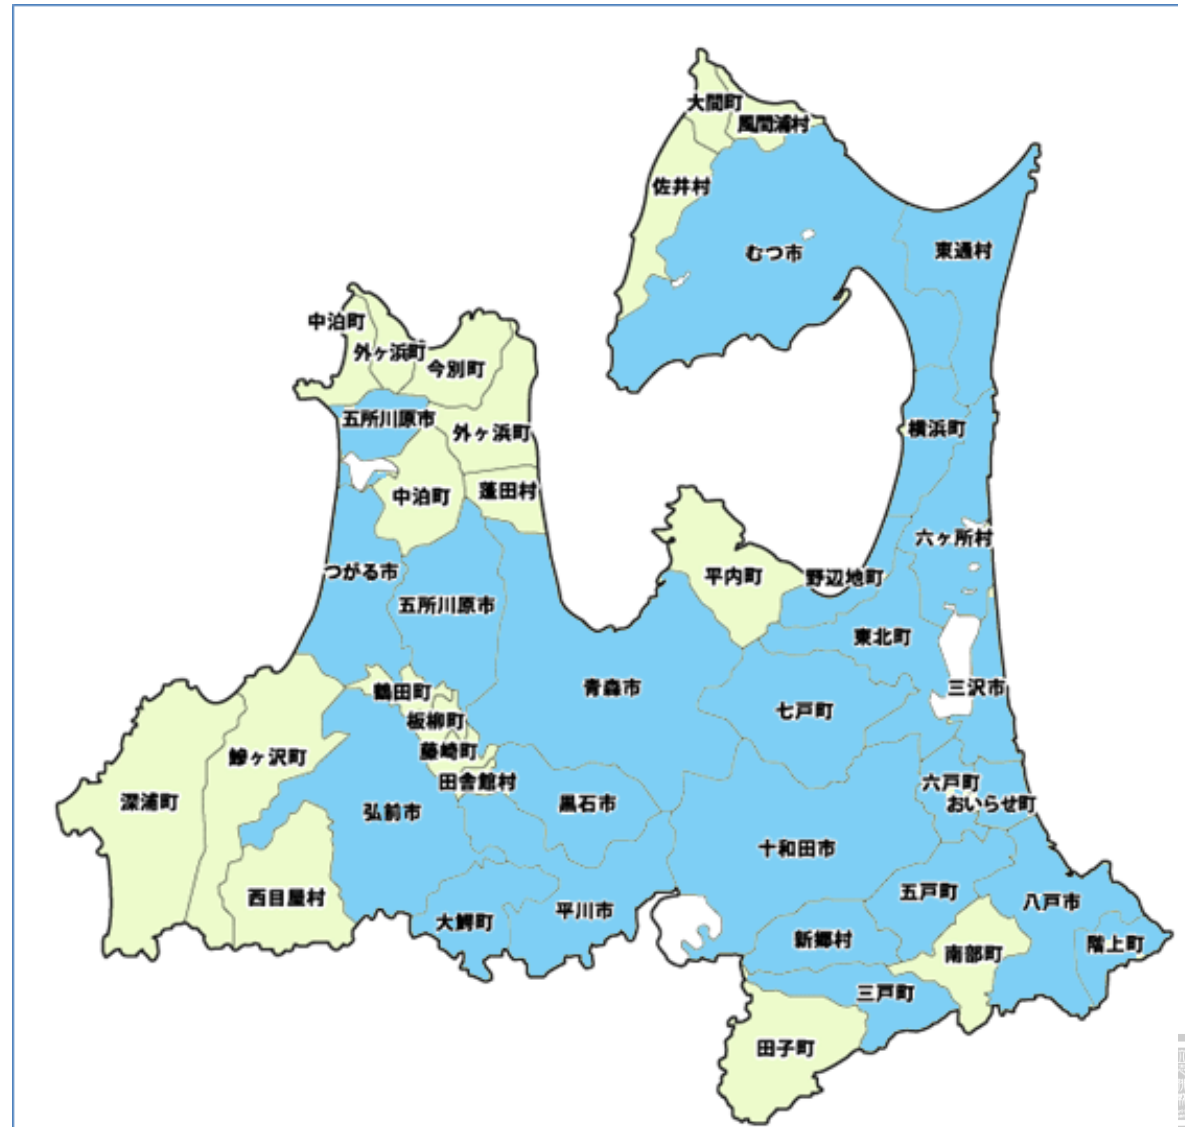 大間町
風間浦村
佐井村
むつ市
東通村
中泊町
外ヶ浜町
今別町
五所川原市
外ヶ浜町
横浜町
中泊町
蓬田村
六ヶ所村
つがる市
平内町
野辺地町
五所川原市
東北町
青森市
三沢市
鶴田町
七戸町
板柳町
藤崎町
鰺ヶ沢町
田舎館村
六戸町
深浦町
弘前市
黒石市
おいらせ町
十和田市
西目屋村
五戸町
八戸市
大鰐町
平川市
新郷村
階上町
南部町
三戸町
田子町